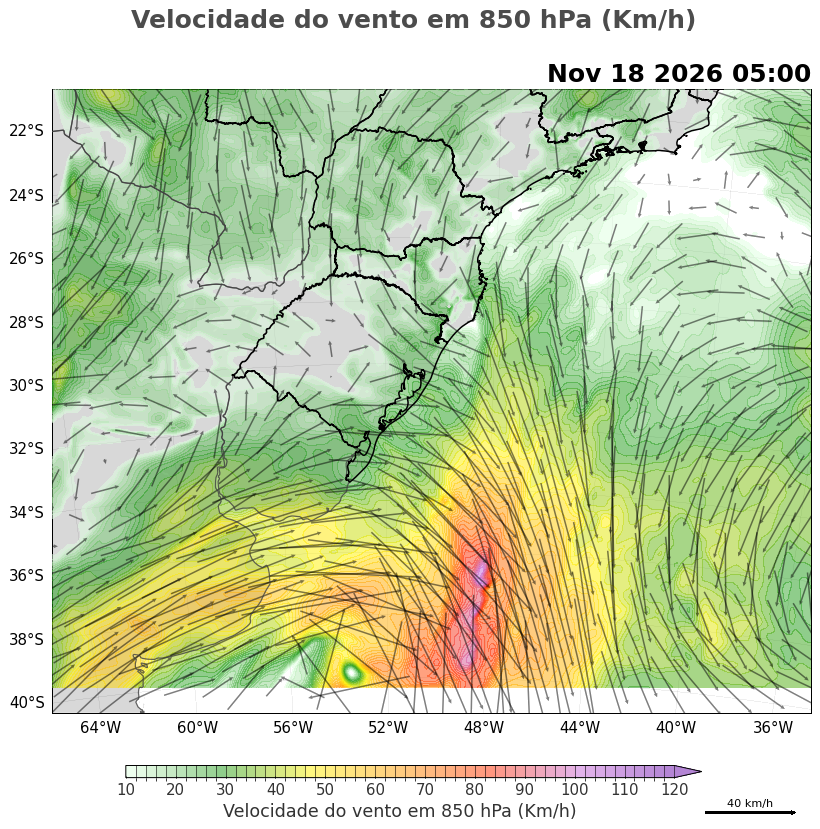 Velocidade do vento em 850 hPa (Km/h)
Nov 18 2026 05:00
22°S
24°S
26°S
28°S
30°S
32°S
34°S
36°S
38°S
40°S
64°W 60°W 56°W 52°W 48°W 44°W 40°W 36°W
10 20 30 40 50 60 70 80 90 100 110 120
Velocidade do vento em 850 hPa (Km/h)
40 km/h